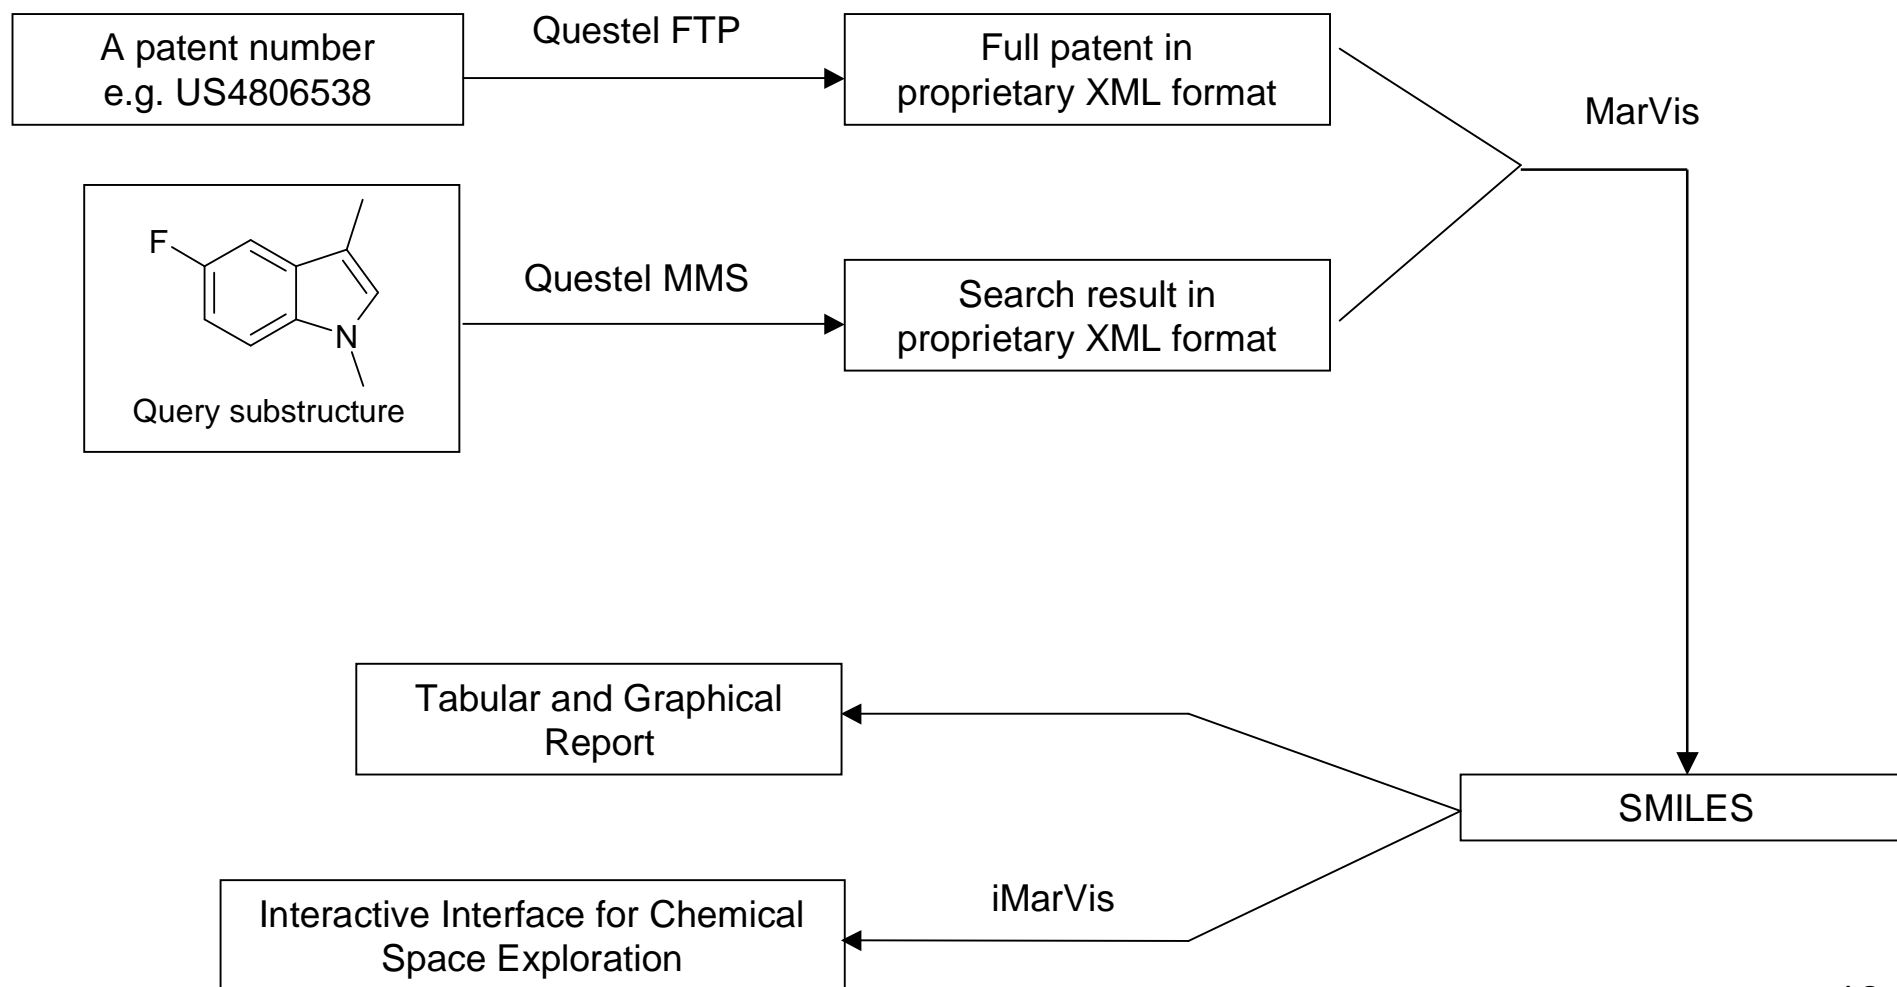 A patent number
e.g. US4806538
Questel FTP
Full patent in
proprietary XML format
MarVis
F
N
Query substructure
Questel MMS
Search result in
proprietary XML format
Tabular and Graphical
Report
SMILES
iMarVis
Interactive Interface for Chemical
Space Exploration